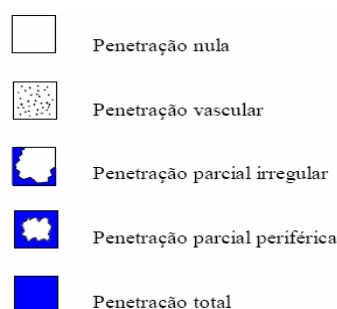 Penetração nula
Penetração vascular
Penetração parcial irregular
Penetração parcial periférica
Penetração total